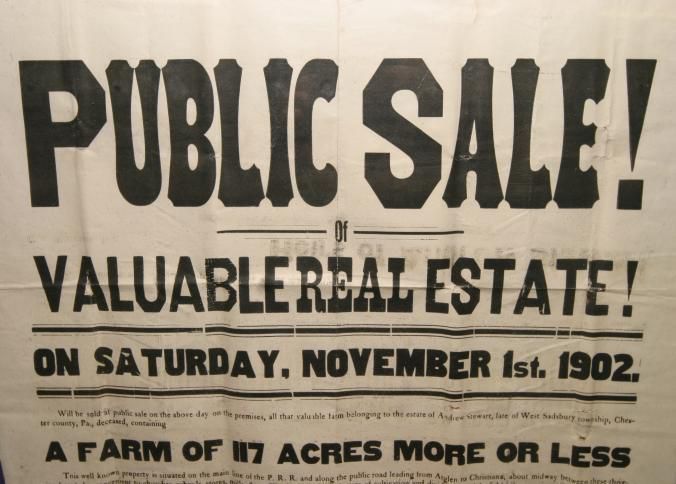 PUBLIC SALE!
Of
VALUABLE REAL ESTATE!
ON SATURDAY, NOVEMBER 1st, 1902.
Will be sold at public sale on the above day on the premises, all that valuable farm belonging to the estate of Andrew Stewart, late of West Sadsbury township, Ches-
ter county, Pa., deceased, containing
A FARM OF 117 ACRES MORE OR LESS
This well known property is situated on the main line of the P. R. R. and along the public road leading from Atglen to Christiana, about midway between these